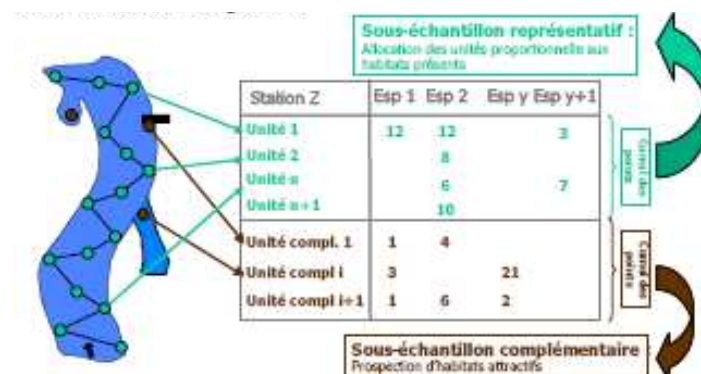 Sous-échantillon représentatif :
Allocation des unités proportionnelle aux
habitats présents
Station Z Esp 1 Esp 2 Esp y Esp y+1
Unité 1 12 12 3
Unité 2 8
Unité n 6 7
Unité n+1 10
Unité compl. 1 1 4
Unité compl i 3 21
Unité compl i+1 1 6 2
Sous-échantillon complémentaire :
Prospection d'habitats attractifs